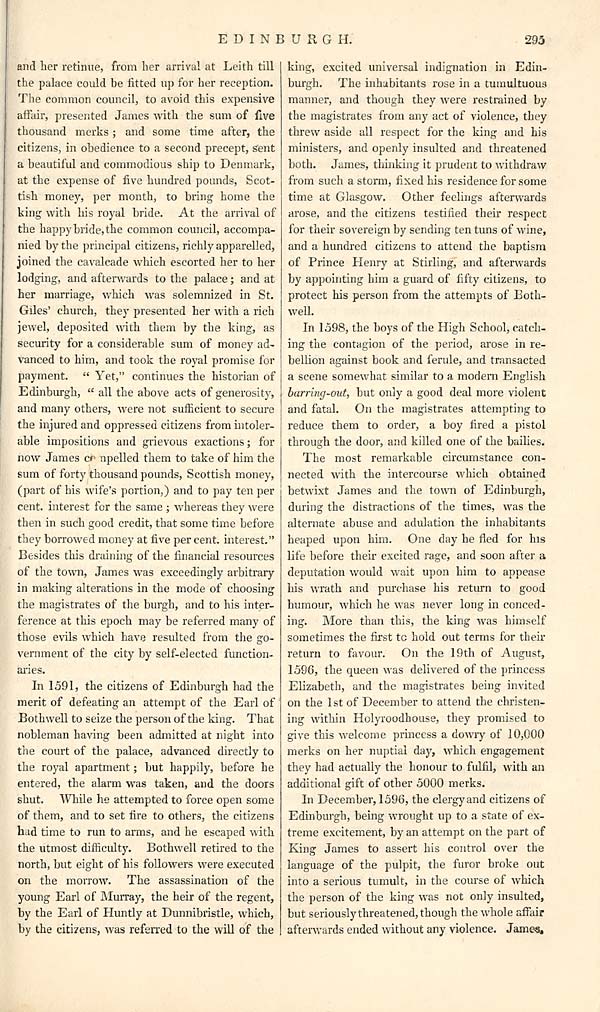 EDINBURGH.
295
and her retinue, from her arrival at Leith till
the palace could be fitted up for her reception.
The common council, to avoid this expensive
affair, presented James with the sum of five
thousand merks ; and some time after, the
citizens, in obedience to a second precept, sent
a beautiful and commodious ship to Denmark,
at the expense of five hundred pounds, Scot-
tish money, per month, to bring home the
king with his royal bride. At the arrival of
the happy bride, the common council, accompa-
nied by the principal citizens, richly apparelled,
joined the cavalcade which escorted her to her
lodging, and afterwards to the palace ; and at
her marriage, which was solemnized in St.
Giles' church, they presented her with a rich
jewel, deposited with them by the king, as
security for a considerable sum of money ad-
vanced to him, and took the royal promise for
payment. “ Yet,” continues the historian of
Edinburgh, “ all the above acts of generosity,
and many others, were not sufficient to secure
the injured and oppressed citizens from intoler-
able impositions and grievous exactions ; for
now James compelled them to take of him the
sum of forty thousand pounds, Scottish money,
(part of his wife's portion,) and to pay ten per
cent. interest for the same ; whereas they were
then in such good credit, that some time before
they borrowed money at five per cent. interest.”
Besides this draining of the financial resources
of the town, James was exceedingly arbitrary
in making alterations in the mode of choosing
the magistrates of the burgh, and to his inter-
ference at this epoch may be referred many of
those evils which have resulted from the go-
vernment of the city by self-elected function-
aries.
In 1591, the citizens of Edinburgh had the
merit of defeating an attempt of the Earl of
Bothwell to seize the person of the king. That
nobleman having been admitted at night into
the court of the palace, advanced directly to
the royal apartment ; but happily, before he
entered, the alarm was taken, and the doors
shut. While he attempted to force open some
of them, and to set fire to others, the citizens
had time to run to arms, and he escaped with
the utmost difficulty. Bothwell retired to the
north, but eight of his followers were executed
on the morrow. The assassination of the
young Earl of Murray, the heir of the regent,
by the Earl of Huntly at Dunnibristle, which,
by the citizens, was referred to the will of the
king, excited universal indignation in Edin-
burgh. The inhabitants rose in a tumultuous
manner, and though they were restrained by
the magistrates from any act of violence, they
threw aside all respect for the king and his
ministers, and openly insulted and threatened
both. James, thinking it prudent to withdraw
from such a storm, fixed his residence for some
time at Glasgow. Other feelings afterwards
arose, and the citizens testified their respect
for their sovereign by sending ten tuns of wine,
and a hundred citizens to attend the baptism
of Prince Henry at Stirling, and afterwards
by appointing him a guard of fifty citizens, to
protect his person from the attempts of Both-
well.
In 1598, the boys of the High School, catch-
ing the contagion of the period, arose in re-
bellion against book and ferule, and transacted
a scene somewhat similar to a modern English
barring-out, but only a good deal more violent
and fatal. On the magistrates attempting to
reduce them to order, a boy fired a pistol
through the door, and killed one of the bailies.
The most remarkable circumstance con-
nected with the intercourse which obtained
betwixt James and the town of Edinburgh,
during the distractions of the times, was the
alternate abuse and adulation the inhabitants
heaped upon him. One day he fled for his
life before their excited rage, and soon after a
deputation would wait upon him to appease
his wrath and purchase his return to good
humour, which he was never long in conced-
ing. More than this, the king was himself
sometimes the first to hold out terms for their
return to favour. On the 19th of August,
1596, the queen was delivered of the princess
Elizabeth, and the magistrates being invited
on the 1st of December to attend the christen-
ing within Holyroodhouse, they promised to
give this welcome princess a dowry of 10,000
merks on her nuptial day, which engagement
they had actually the honour to fulfil, with an
additional gift of other 5000 merks.
In December, 1596, the clergy and citizens of
Edinburgh, being wrought up to a state of ex-
treme excitement, by an attempt on the part of
King James to assert his control over the
language of the pulpit, the furor broke out
into a serious tumult, in the course of which
the person of the king was not only insulted,
but seriously threatened, though the whole affair
afterwards ended without any violence. James,